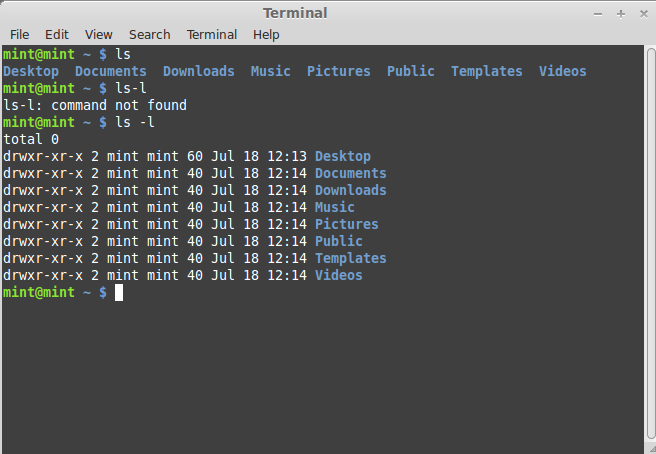 Terminal
File Edit View Search Terminal Help
mint@mint ~ $ ls
Desktop  Documents  Downloads  Music  Pictures  Public  Templates  Videos
mint@mint ~ $ ls-l
ls-l: command not found
mint@mint ~ $ ls -l
total 0
drwxr-xr-x 2 mint mint 60 Jul 18 12:13 Desktop
drwxr-xr-x 2 mint mint 40 Jul 18 12:14 Documents
drwxr-xr-x 2 mint mint 40 Jul 18 12:14 Downloads
drwxr-xr-x 2 mint mint 40 Jul 18 12:14 Music
drwxr-xr-x 2 mint mint 40 Jul 18 12:14 Pictures
drwxr-xr-x 2 mint mint 40 Jul 18 12:14 Public
drwxr-xr-x 2 mint mint 40 Jul 18 12:14 Templates
drwxr-xr-x 2 mint mint 40 Jul 18 12:14 Videos
mint@mint ~ $